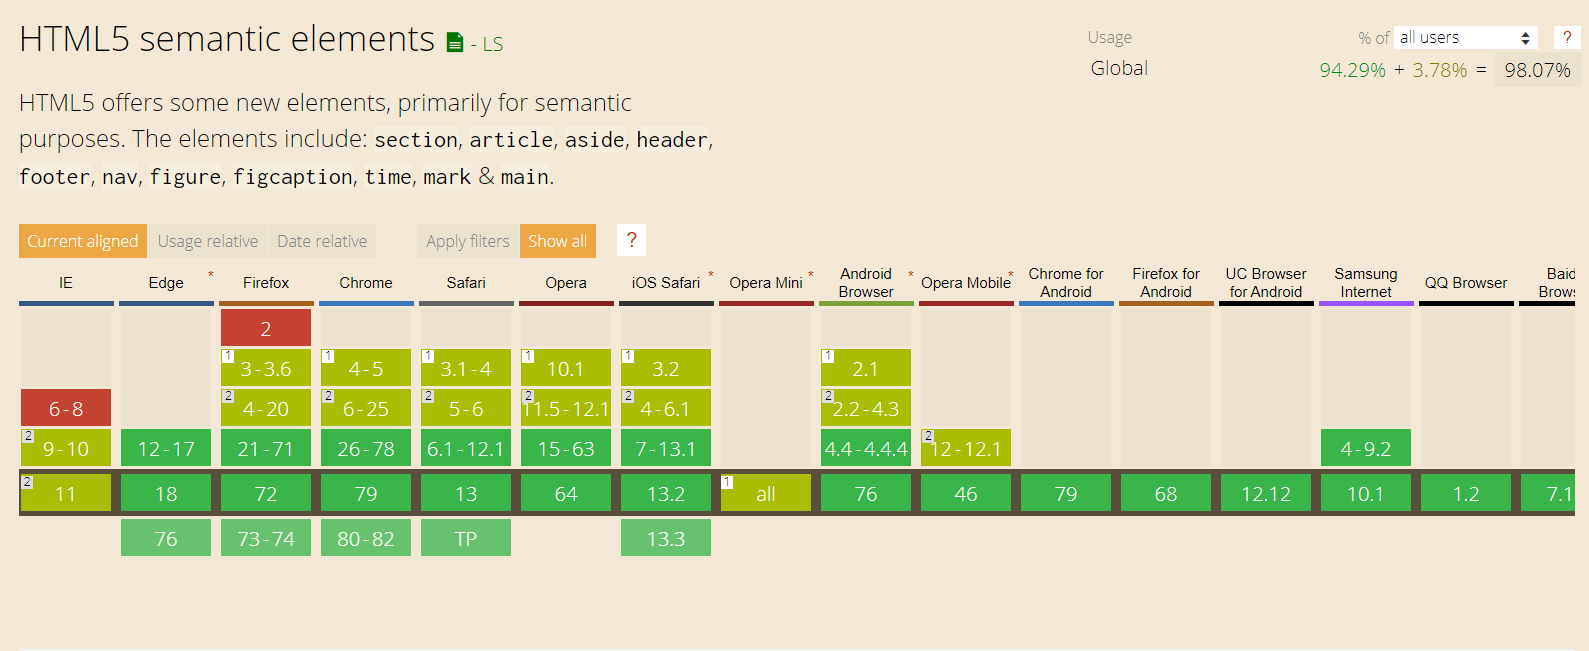 HTML5 semantic elements - LS
Usage % of all users ?
Global 94.29% + 3.78% = 98.07%
HTML5 offers some new elements, primarily for semantic
purposes. The elements include: section, article, aside, header,
footer, nav, figure, figcaption, time, mark & main.
Current aligned Usage relative Date relative Apply filters Show all ?
IE Edge * Firefox Chrome Safari Opera iOS Safari * Opera Mini * Android Browser * Opera Mobile * Chrome for Android Firefox for Android UC Browser for Android Samsung Internet QQ Browser Baid Brows
2
1 3-3.6 1 4-5 1 3.1-4 1 10.1 1 3.2 1 2.1
6-8 2 4-20 2 6-25 2 5-6 2 11.5-12.1 2 4-6.1 2 2.2-4.3
2 9-10 12-17 21-71 26-78 6.1-12.1 15-63 7-13.1 4.4-4.4.4 2 12-12.1 4-9.2
2 11 18 72 79 13 64 13.2 1 all 76 46 79 68 12.12 10.1 1.2 7.1
76 73-74 80-82 TP 13.3